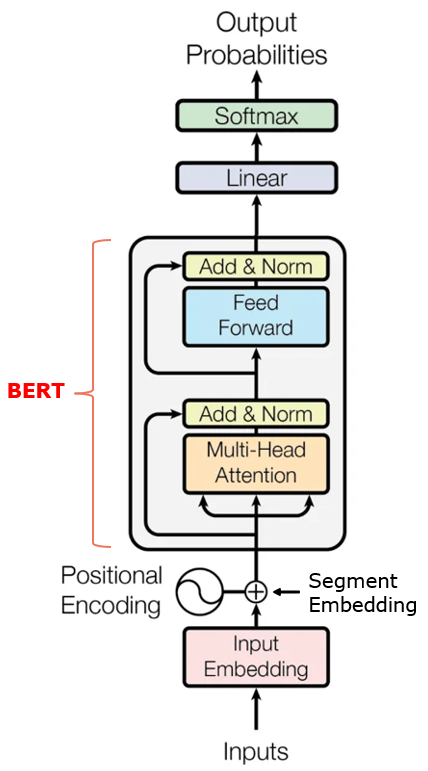 Output
Probabilities
Softmax
Linear
Add & Norm
Feed
Forward
BERT
Add & Norm
Multi-Head
Attention
Positional
Encoding
Segment
Embedding
Input
Embedding
Inputs